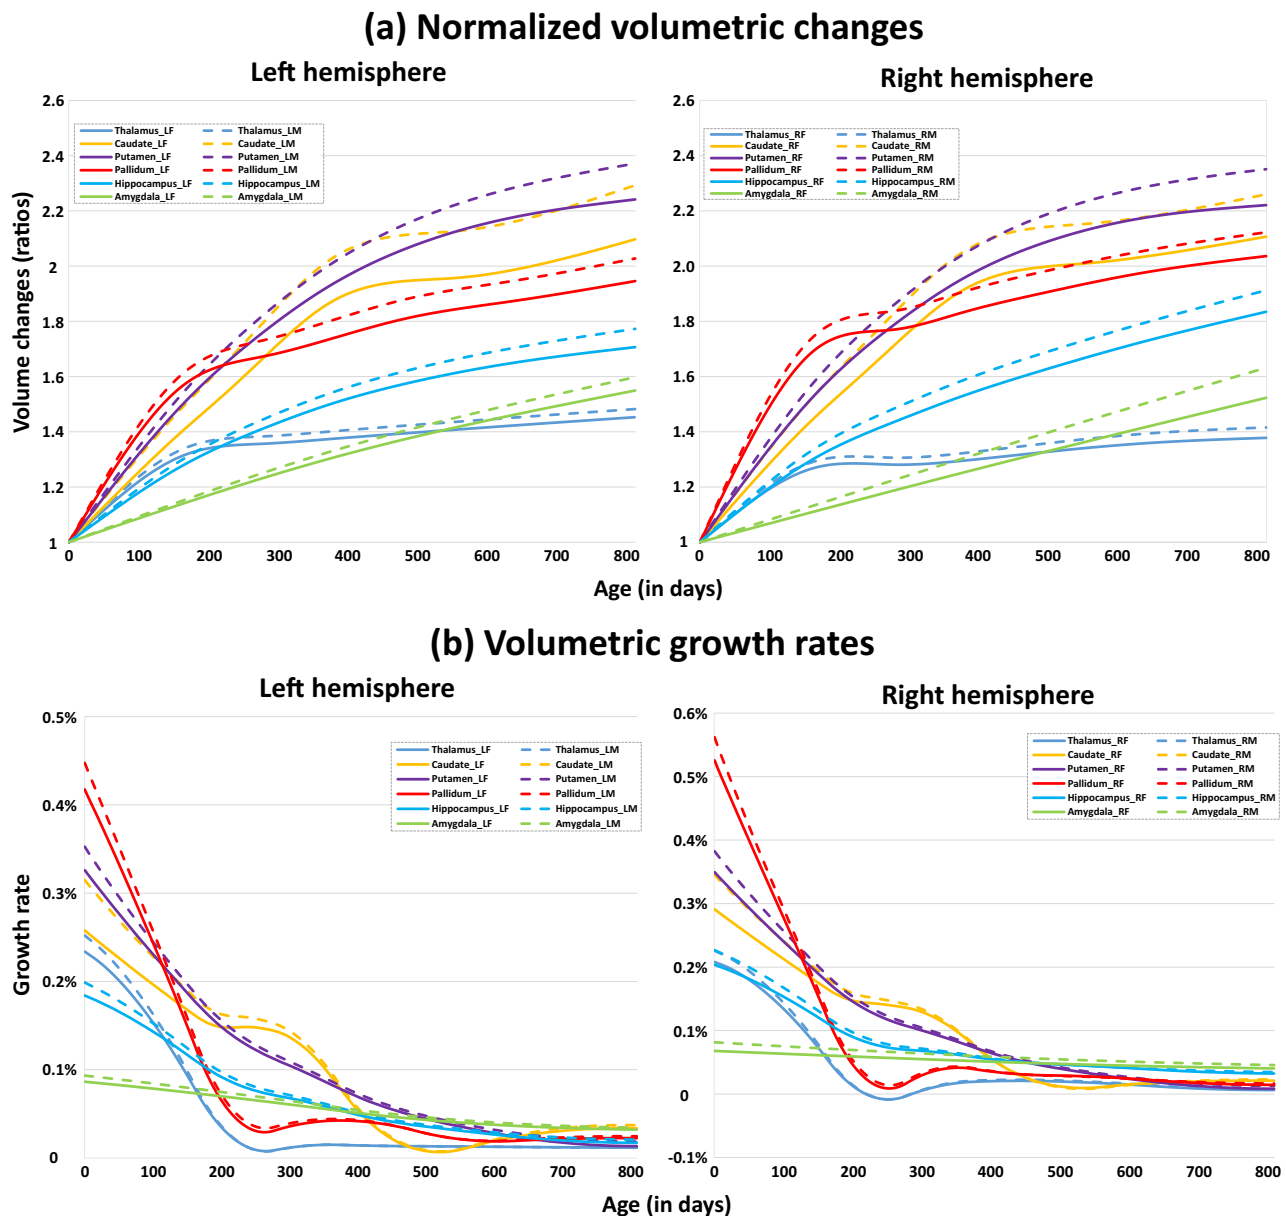 (a) Normalized volumetric changes
Left hemisphere
Right hemisphere
Volume changes (ratios)
2.6
2.4
2.2
2
1.8
1.6
1.4
1.2
1
Thalamus_LF Thalamus_LM
Caudate_LF Caudate_LM
Putamen_LF Putamen_LM
Pallidum_LF Pallidum_LM
Hippocampus_LF Hippocampus_LM
Amygdala_LF Amygdala_LM
0 100 200 300 400 500 600 700 800
2.6
2.4
2.2
2.0
1.8
1.6
1.4
1.2
1
Thalamus_RF Thalamus_RM
Caudate_RF Caudate_RM
Putamen_RF Putamen_RM
Pallidum_RF Pallidum_RM
Hippocampus_RF Hippocampus_RM
Amygdala_RF Amygdala_RM
0 100 200 300 400 500 600 700 800
Age (in days)
(b) Volumetric growth rates
Left hemisphere
Right hemisphere
Growth rate
0.5%
0.4%
0.3%
0.2%
0.1%
0
Thalamus_LF Thalamus_LM
Caudate_LF Caudate_LM
Putamen_LF Putamen_LM
Pallidum_LF Pallidum_LM
Hippocampus_LF Hippocampus_LM
Amygdala_LF Amygdala_LM
0 100 200 300 400 500 600 700 800
0.6%
0.5%
0.4%
0.3%
0.2%
0.1%
0
-0.1%
Thalamus_RF Thalamus_RM
Caudate_RF Caudate_RM
Putamen_RF Putamen_RM
Pallidum_RF Pallidum_RM
Hippocampus_RF Hippocampus_RM
Amygdala_RF Amygdala_RM
0 100 200 300 400 500 600 700 800
Age (in days)